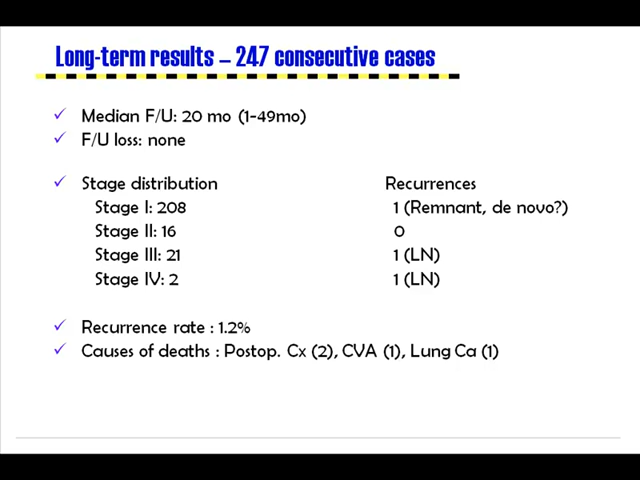 Long-term results – 247 consecutive cases
Median F/U: 20 mo (1-49mo)
F/U loss: none
Stage distribution Recurrences
Stage I: 208 1 (Remnant, de novo?)
Stage II: 16 0
Stage III: 21 1 (LN)
Stage IV: 2 1 (LN)
Recurrence rate : 1.2%
Causes of deaths : Postop. Cx (2), CVA (1), Lung Ca (1)